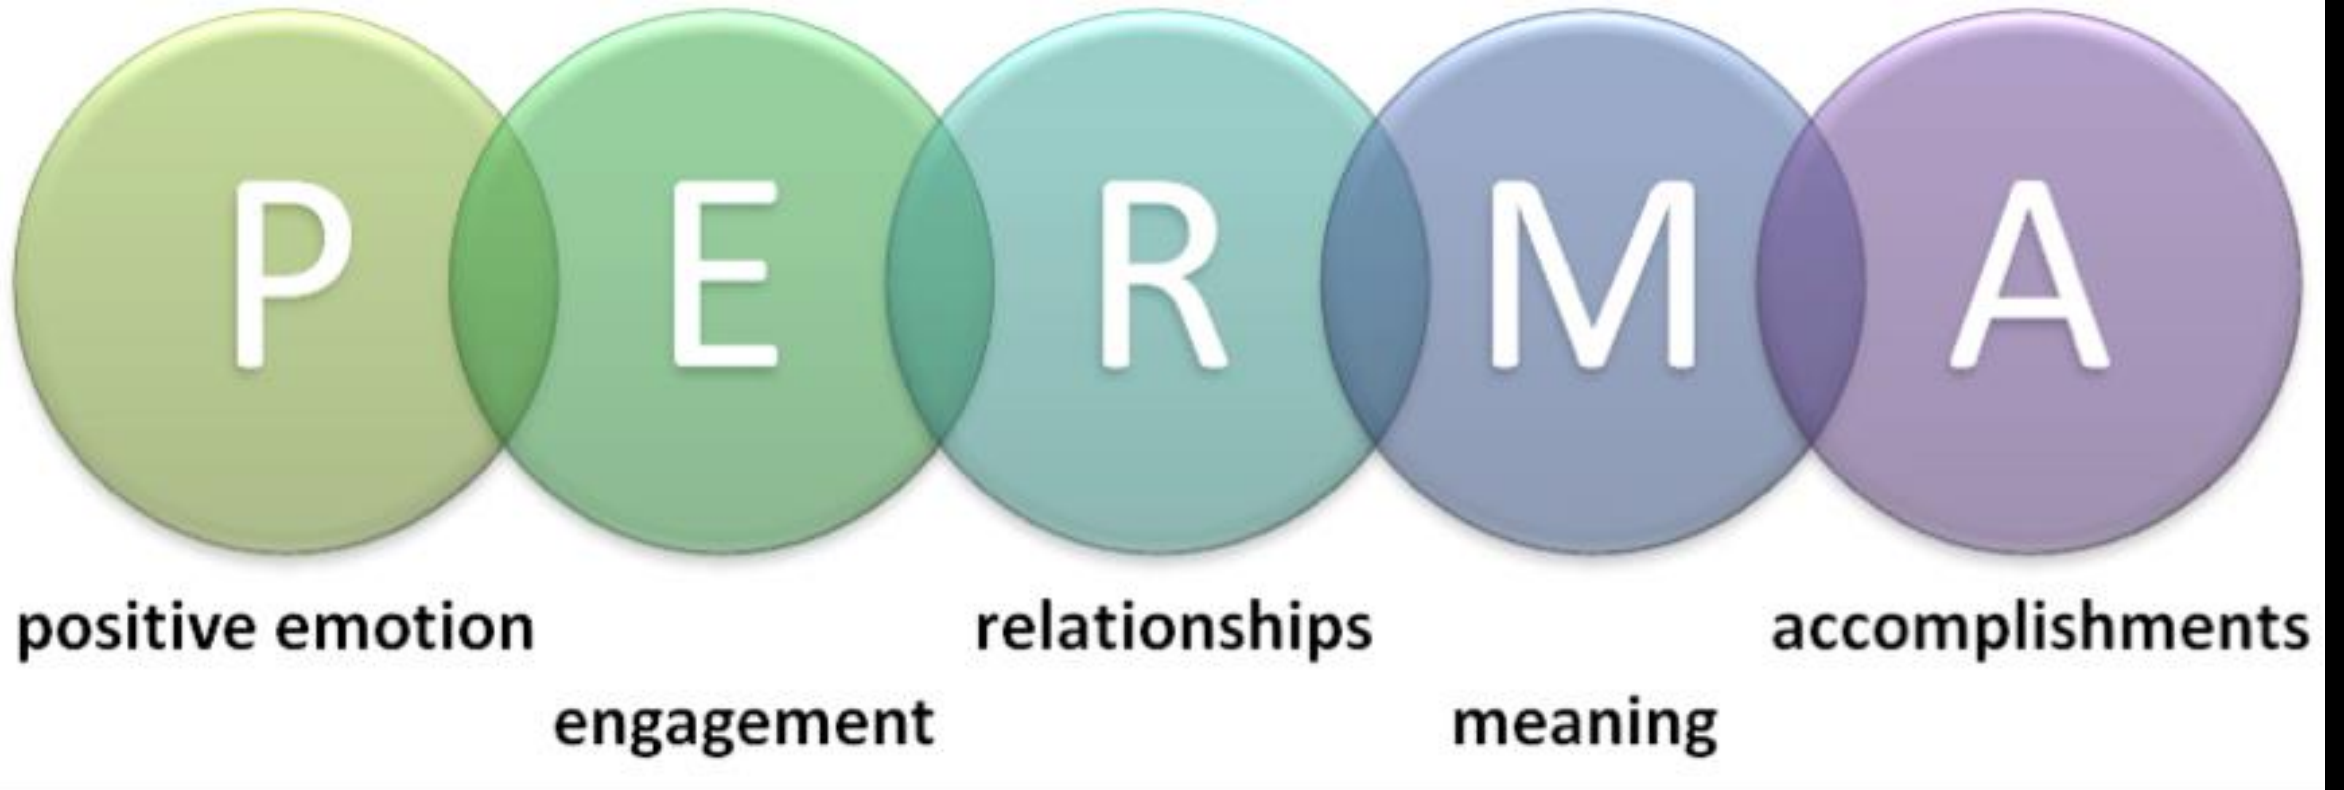 P E R M A
positive emotion relationships accomplishments
engagement meaning